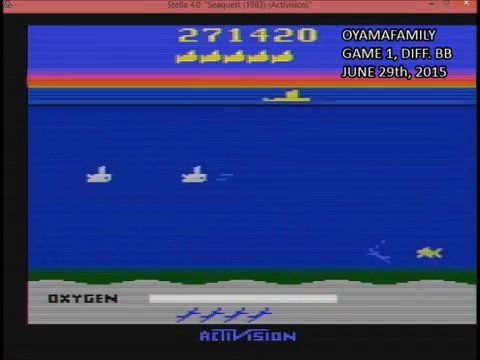 Stella 4.0: "Seaquest (1983) (Activision)"
271420
OYAMAFAMILY
GAME 1, DIFF. BB
JUNE 29th, 2015
OXYGEN
ACTIVISION